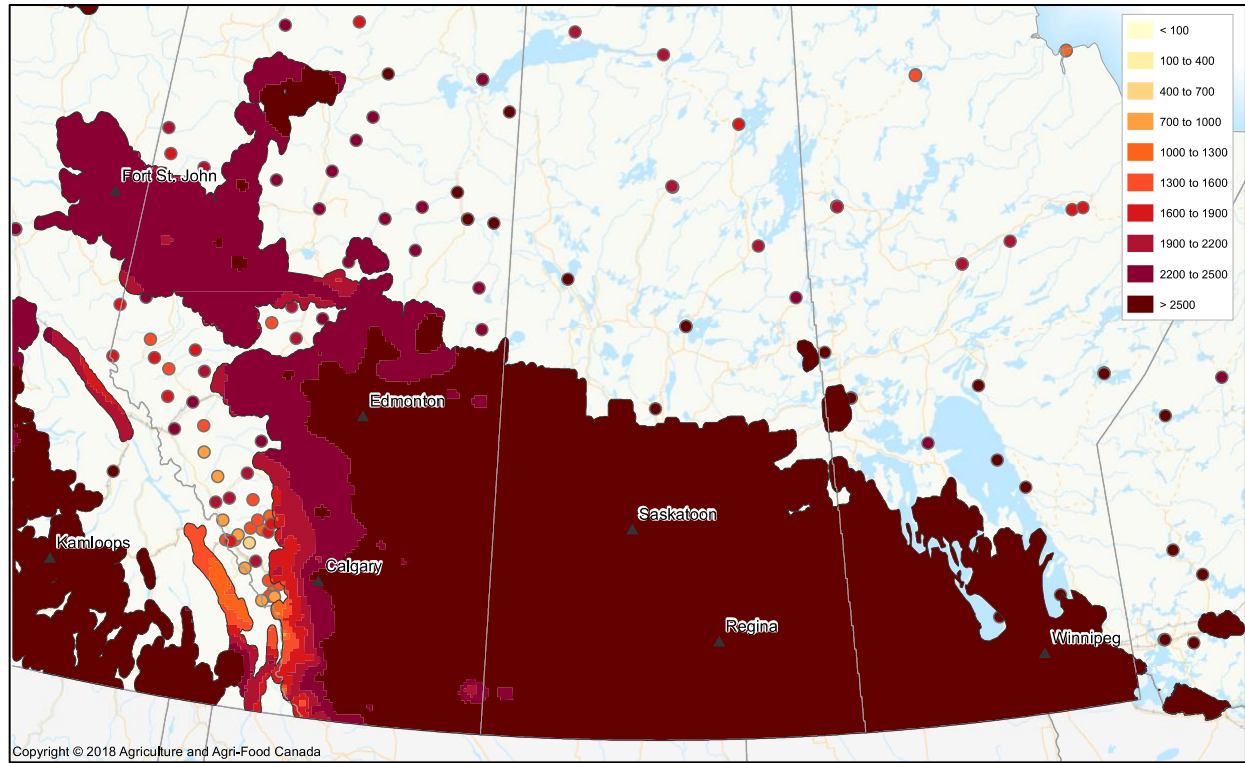 < 100
100 to 400
400 to 700
700 to 1000
1000 to 1300
1300 to 1600
1600 to 1900
1900 to 2200
2200 to 2500
> 2500
Fort St. John
Edmonton
Saskatoon
Kamloops
Calgary
Regina
Winnipeg
Copyright © 2018 Agriculture and Agri-Food Canada